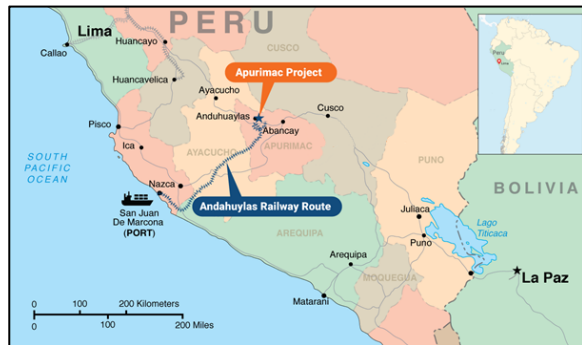 PERU
Lima
Callao
Huancayo
CUSCO
Huancavelica
Apurimac Project
Ayacucho
Anduhuaylas
Cusco
Pisco
Abancay
Ica
AYACUCHO
APURIMAC
PUNO
SOUTH
PACIFIC
OCEAN
Nazca
BOLIVIA
San Juan
De Marcona
(PORT)
Andahuylas Railway Route
Juliaca
Lago
Titicaca
Puno
AREQUIPA
Arequipa
La Paz
MOQUEGUA
Matarani
0 100 200 Kilometers
0 100 200 Miles
Peru